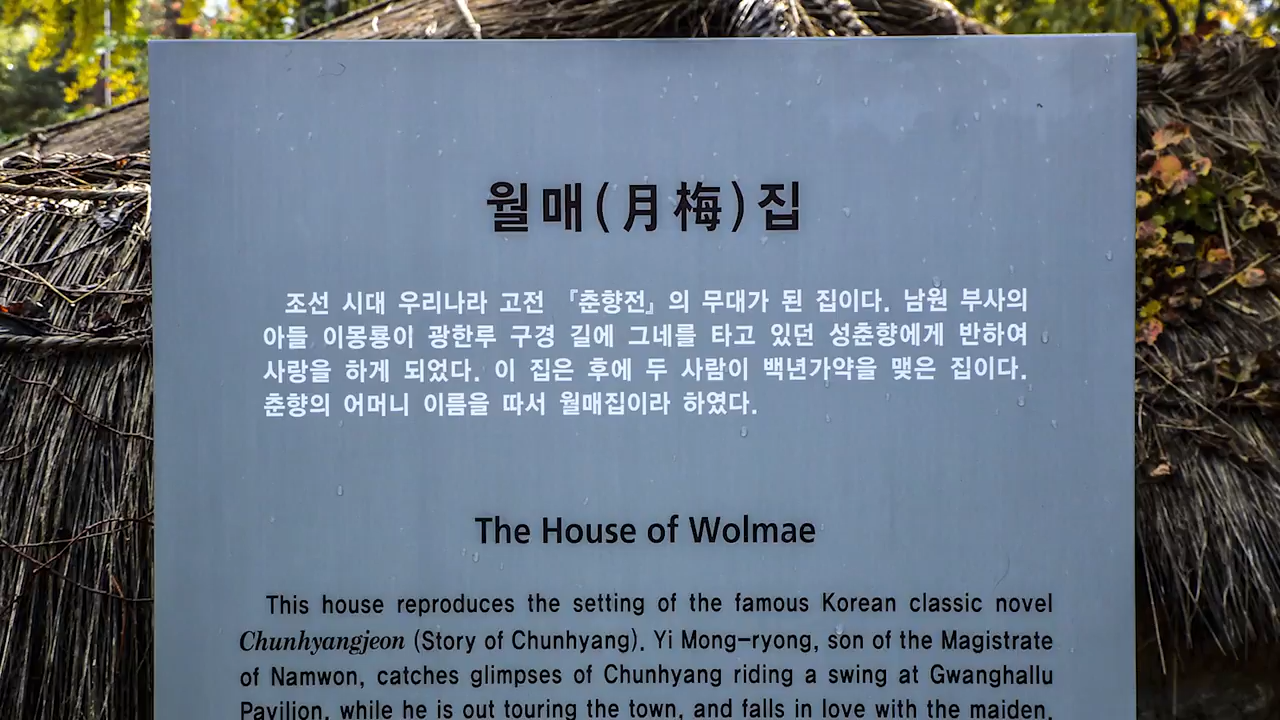 월매(月梅)집
조선 시대 우리나라 고전 『춘향전』의 무대가 된 집이다. 남원 부사의
아들 이몽룡이 광한루 구경 길에 그네를 타고 있던 성춘향에게 반하여
사랑을 하게 되었다. 이 집은 후에 두 사람이 백년가약을 맺은 집이다.
춘향의 어머니 이름을 따서 월매집이라 하였다.
The House of Wolmae
This house reproduces the setting of the famous Korean classic novel
Chunhyangjeon (Story of Chunhyang). Yi Mong-ryong, son of the Magistrate
of Namwon, catches glimpses of Chunhyang riding a swing at Gwanghallu
Pavilion, while he is out touring the town, and falls in love with the maiden.